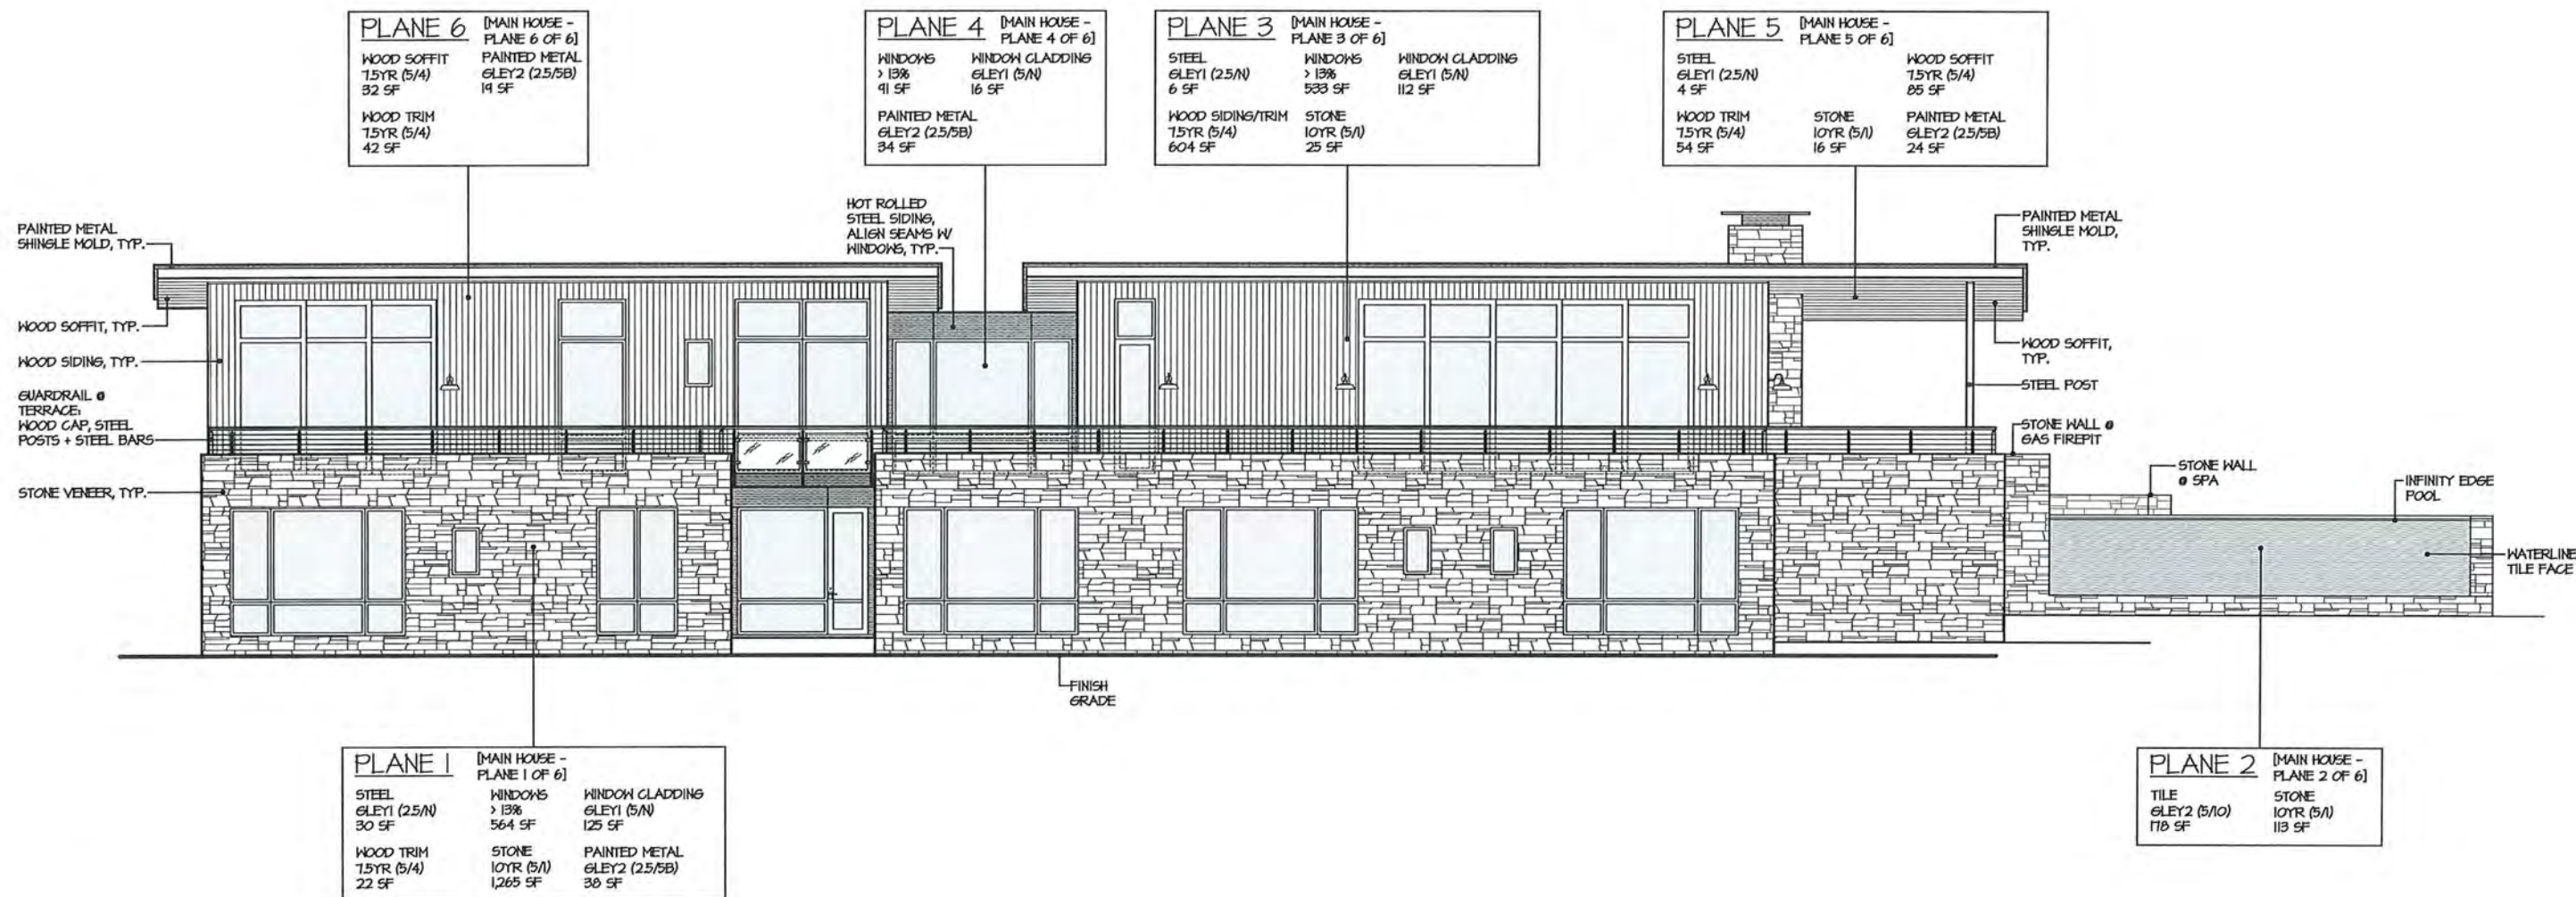 PLANE 6 [MAIN HOUSE -
PLANE 6 OF 6]
WOOD SOFFIT PAINTED METAL
7.5YR (5/4) GLEY2 (2.5/5B)
32 SF 19 SF
WOOD TRIM
7.5YR (5/4)
42 SF
PLANE 4 [MAIN HOUSE -
PLANE 4 OF 6]
WINDOWS WINDOW CLADDING
> 13% GLEY1 (5/N)
91 SF 16 SF
PAINTED METAL
GLEY2 (2.5/5B)
34 SF
PLANE 3 [MAIN HOUSE -
PLANE 3 OF 6]
STEEL WINDOWS WINDOW CLADDING
GLEY1 (2.5/N) > 13% GLEY1 (5/N)
6 SF 533 SF 112 SF
WOOD SIDING/TRIM STONE
7.5YR (5/4) 10YR (5/1)
604 SF 25 SF
PLANE 5 [MAIN HOUSE -
PLANE 5 OF 6]
STEEL WOOD SOFFIT
GLEY1 (2.5/N) 7.5YR (5/4)
4 SF 85 SF
WOOD TRIM STONE PAINTED METAL
7.5YR (5/4) 10YR (5/1) GLEY2 (2.5/5B)
54 SF 16 SF 24 SF
PAINTED METAL
SHINGLE MOLD, TYP.
WOOD SOFFIT, TYP.
WOOD SIDING, TYP.
GUARDRAIL @
TERRACE:
WOOD CAP, STEEL
POSTS + STEEL BARS
STONE VENEER, TYP.
HOT ROLLED
STEEL SIDING,
ALIGN SEAMS W/
WINDOWS, TYP.
PAINTED METAL
SHINGLE MOLD,
TYP.
WOOD SOFFIT,
TYP.
STEEL POST
STONE WALL @
GAS FIREPIT
STONE WALL
@ SPA
INFINITY EDGE
POOL
WATERLINE
TILE FACE
FINISH
GRADE
PLANE 1 [MAIN HOUSE -
PLANE 1 OF 6]
STEEL WINDOWS WINDOW CLADDING
GLEY1 (2.5/N) > 13% GLEY1 (5/N)
30 SF 564 SF 125 SF
WOOD TRIM STONE PAINTED METAL
7.5YR (5/4) 10YR (5/1) GLEY2 (2.5/5B)
22 SF 1,265 SF 38 SF
PLANE 2 [MAIN HOUSE -
PLANE 2 OF 6]
TILE STONE
GLEY2 (5/10) 10YR (5/1)
178 SF 113 SF